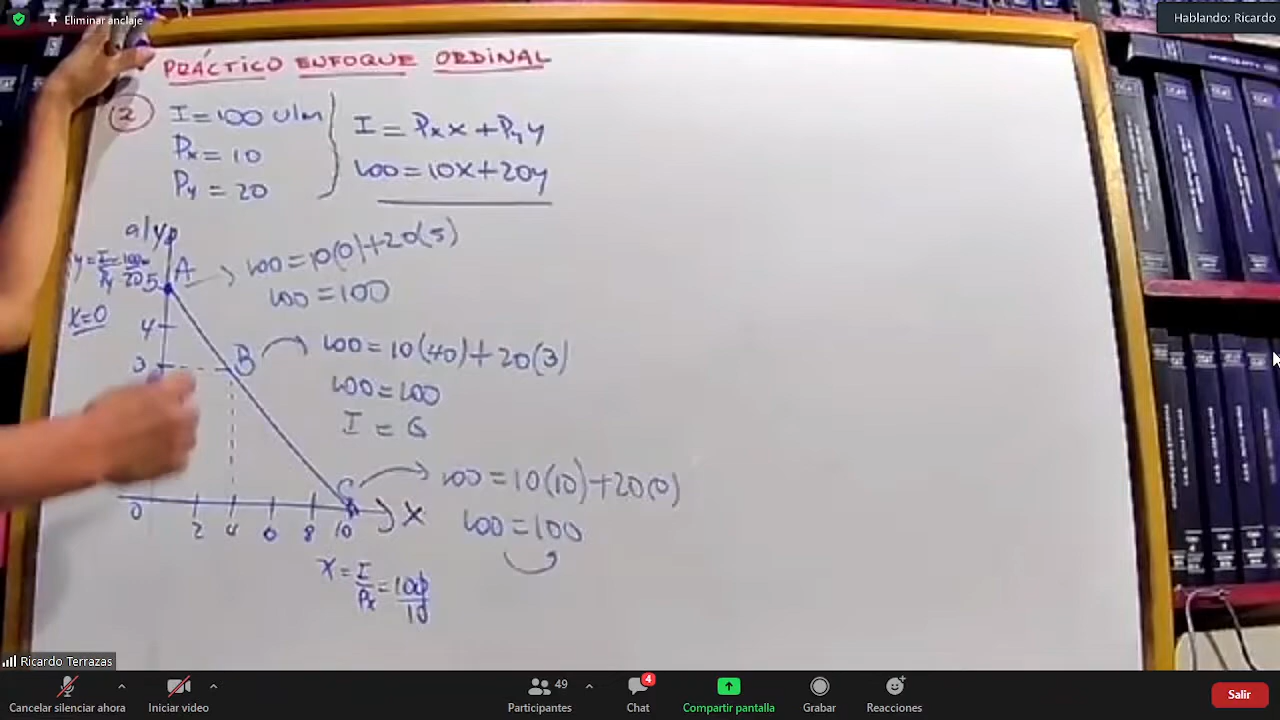 Eliminar anclaje
Hablando: Ricardo
PRÁCTICO ENFOQUE ORDINAL
2
I = 100 u/m
Px = 10
Py = 20
I = Pxx + Pyy
100 = 10x + 20y
a/y
y = I/Py = 100/20
5
A
100 = 10(0) + 20(5)
100 = 100
x = 0
4
3
B
100 = 10(40) + 20(3)
100 = 100
I = G
C
100 = 10(10) + 20(0)
100 = 100
0 2 4 6 8 10 X
x = I/Px = 100/10
Ricardo Terrazas
Cancelar silenciar ahora
Iniciar video
49
Participantes
4
Chat
Compartir pantalla
Grabar
Reacciones
Salir